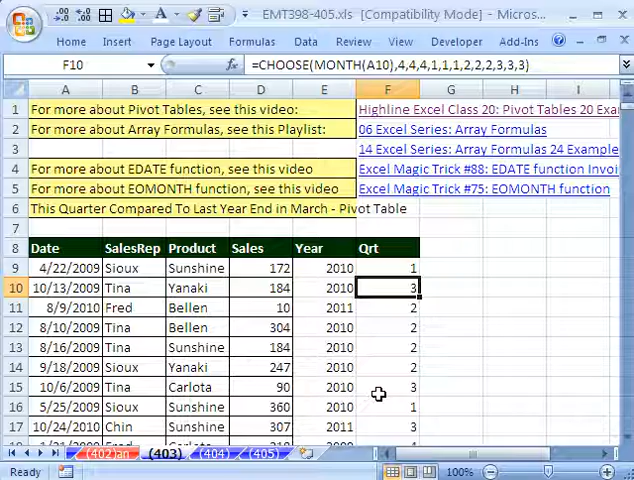 EMT398-405.xls [Compatibility Mode] - Micros...
Home Insert Page Layout Formulas Data Review View Developer Add-Ins
F10 fx =CHOOSE(MONTH(A10),4,4,4,1,1,1,2,2,2,3,3,3)
A B C D E F G H I
1 For more about Pivot Tables, see this video: Highline Excel Class 20: Pivot Tables 20 Exa
2 For more about Array Formulas, see this Playlist: 06 Excel Series: Array Formulas
3 14 Excel Series: Array Formulas 24 Example
4 For more about EDATE function, see this video Excel Magic Trick #88: EDATE function Invoi
5 For more about EOMONTH function, see this video Excel Magic Trick #75: EOMONTH function
6 This Quarter Compared To Last Year End in March - Pivot Table
7
8 Date SalesRep Product Sales Year Qrt
9 4/22/2009 Sioux Sunshine 172 2010 1
10 10/13/2009 Tina Yanaki 184 2010 3
11 8/9/2010 Fred Bellen 10 2011 2
12 8/10/2009 Tina Bellen 304 2010 2
13 8/16/2009 Tina Sunshine 184 2010 2
14 9/18/2009 Sioux Yanaki 247 2010 2
15 10/6/2009 Tina Carlota 90 2010 3
16 5/25/2009 Sioux Sunshine 360 2010 1
17 10/24/2010 Chin Sunshine 307 2011 3
(402)an (403) (404) (405)
Ready 100%